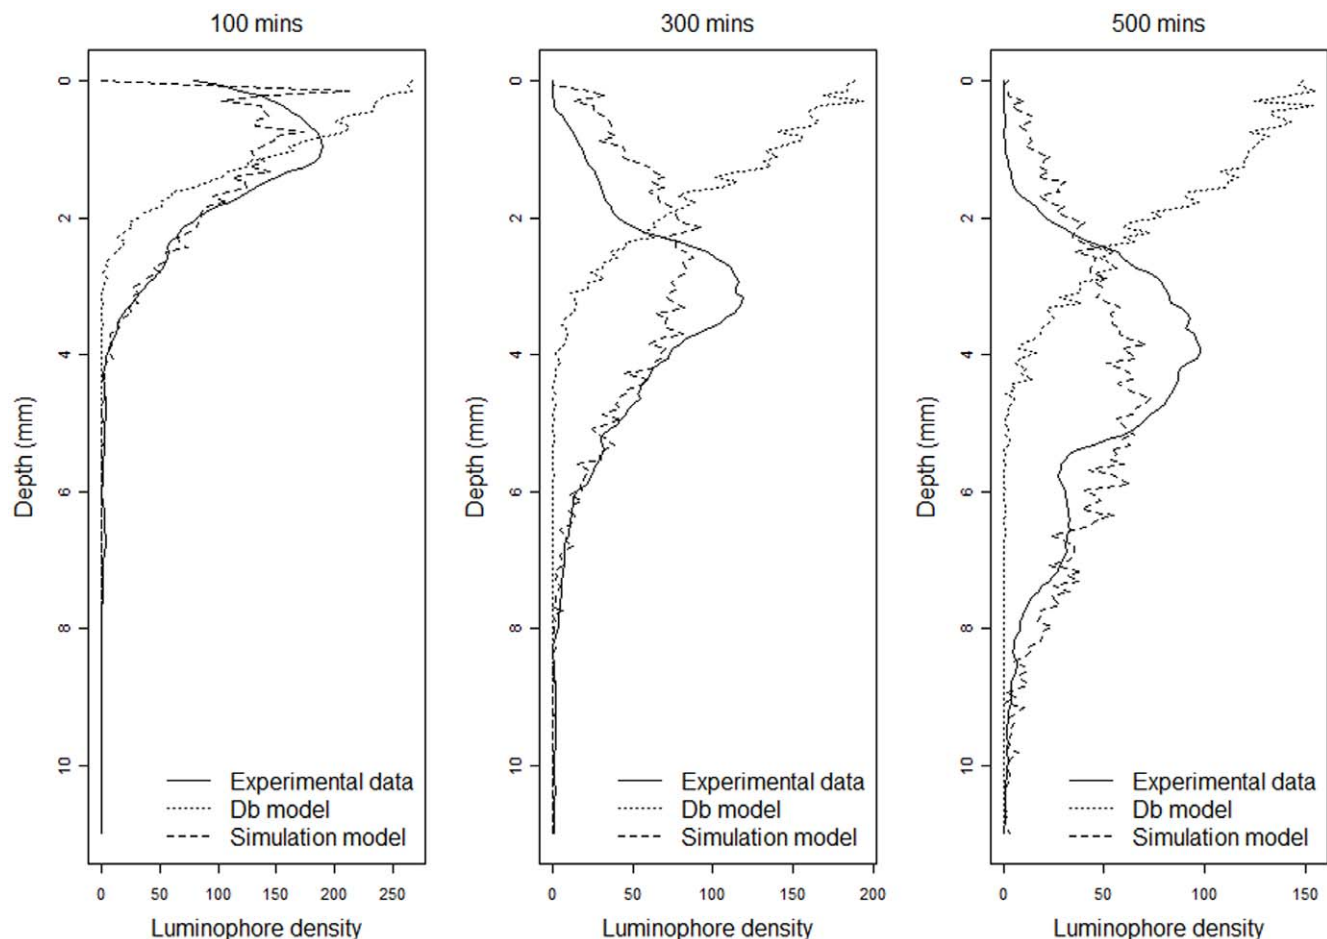 100 mins
300 mins
500 mins
0
2
4
6
8
10
Depth (mm)
Experimental data
Db model
Simulation model
0
50
100
150
200
250
Luminophore density
0
2
4
6
8
10
Depth (mm)
Experimental data
Db model
Simulation model
0
50
100
150
200
Luminophore density
0
2
4
6
8
10
Depth (mm)
Experimental data
Db model
Simulation model
0
50
100
150
Luminophore density